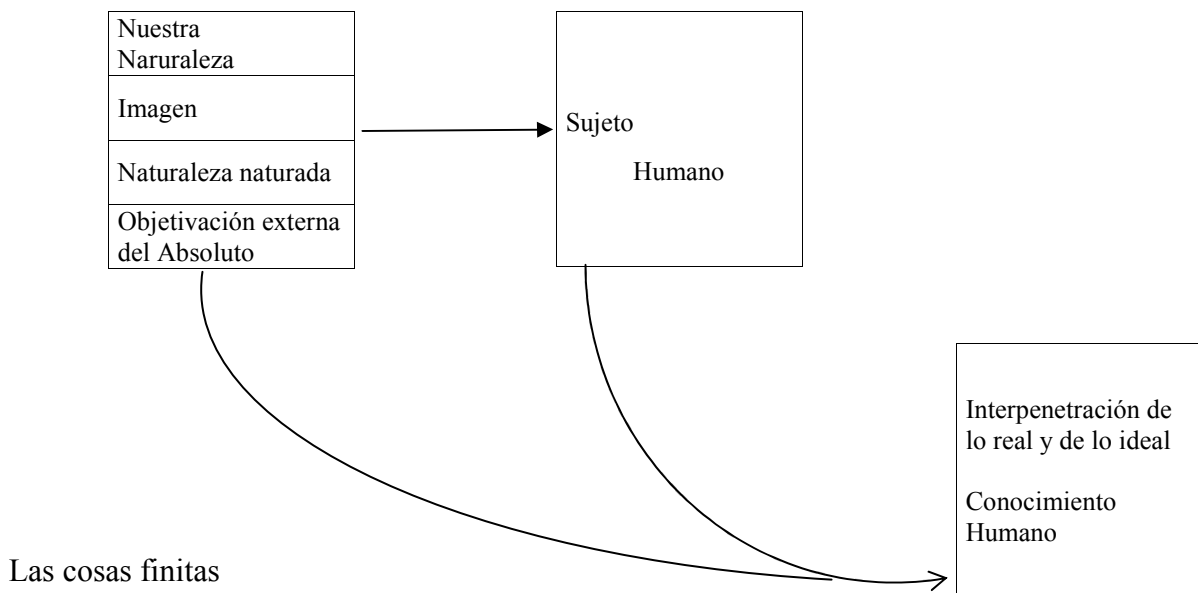 Nuestra
Naruraleza
Imagen
Naturaleza naturada
Objetivación externa
del Absoluto
Sujeto
Humano
Interpenetración de
lo real y de lo ideal
Conocimiento
Humano
Las cosas finitas